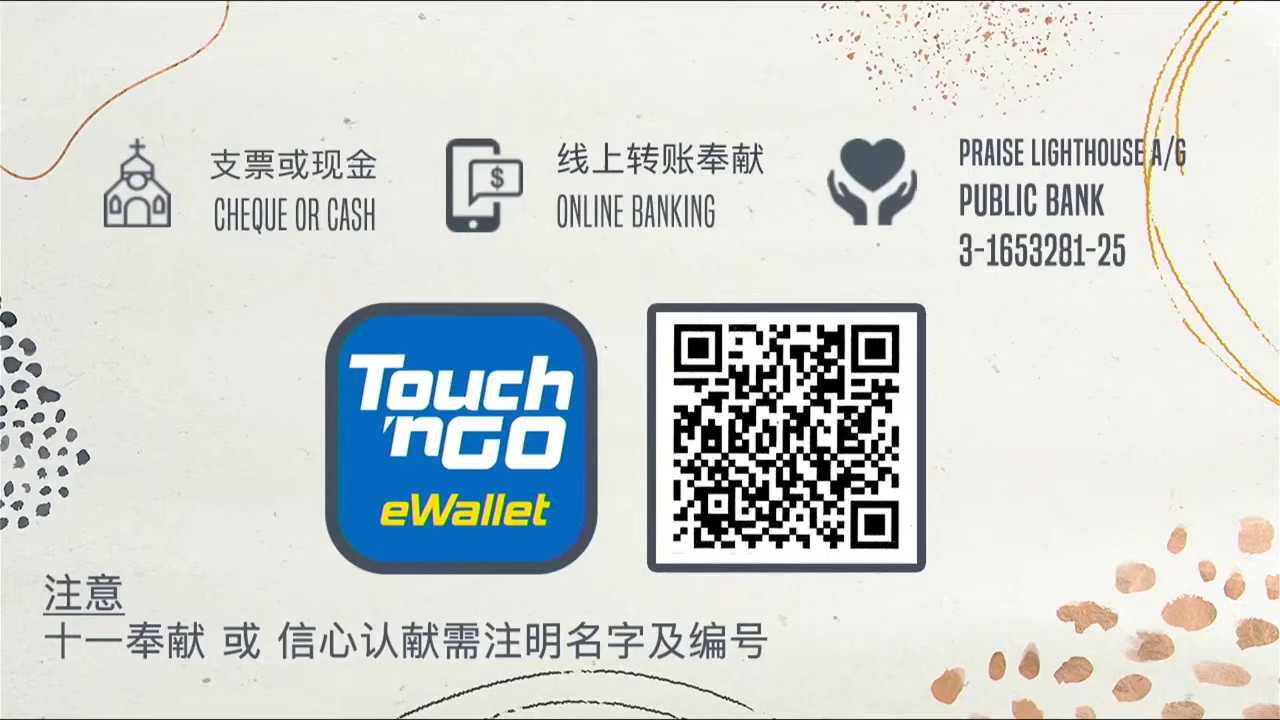 支票或现金
CHEQUE OR CASH
线上转账奉献
ONLINE BANKING
$
PRAISE LIGHTHOUSE A/G
PUBLIC BANK
3-1653281-25
Touch
'nGO
eWallet
注意
十一奉献 或 信心认献需注明名字及编号